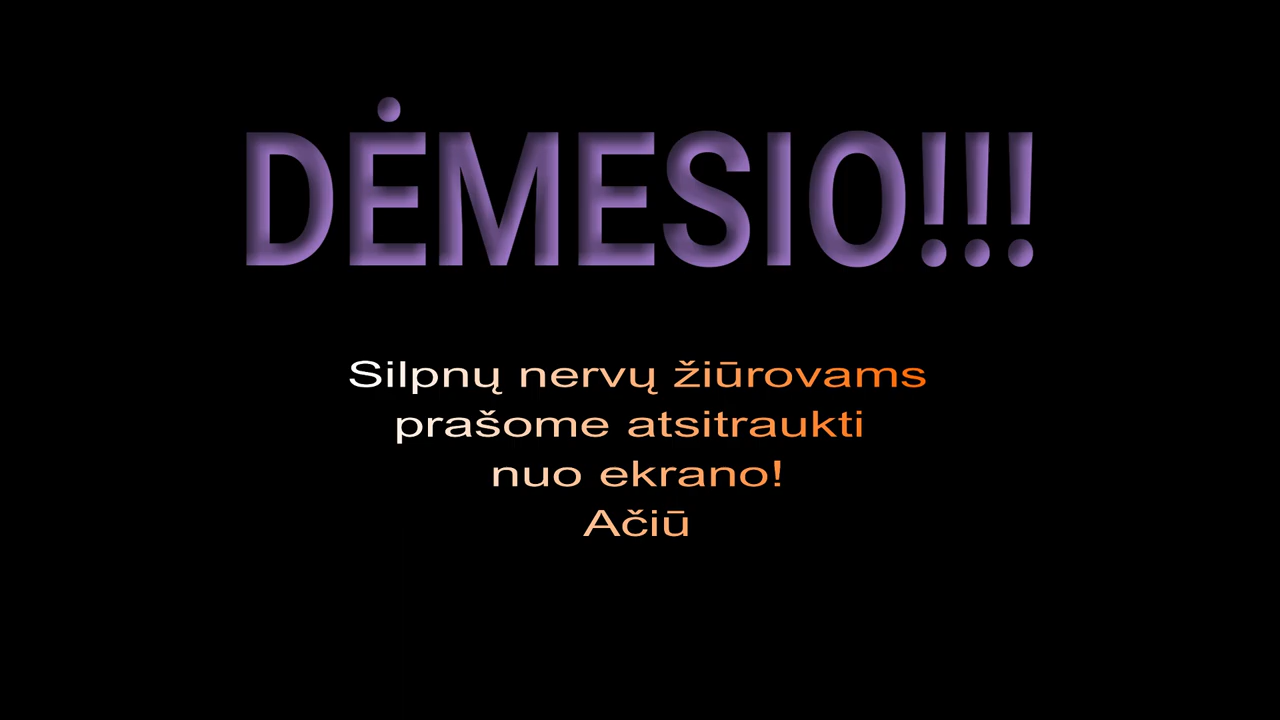 DĖMESIO!!!
Silpnų nervų žiūrovams
prašome atsitraukti
nuo ekrano!
Ačiū